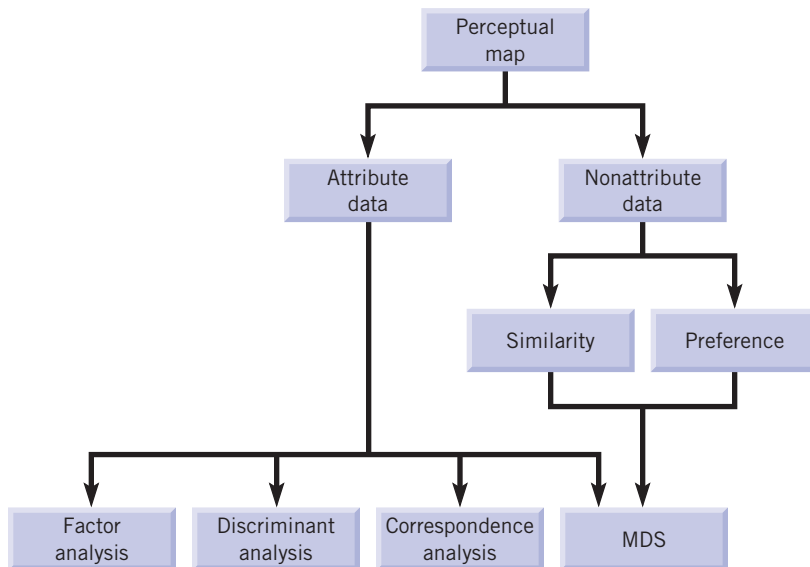 Perceptual
map
Attribute
data
Nonattribute
data
Similarity
Preference
Factor
analysis
Discriminant
analysis
Correspondence
analysis
MDS